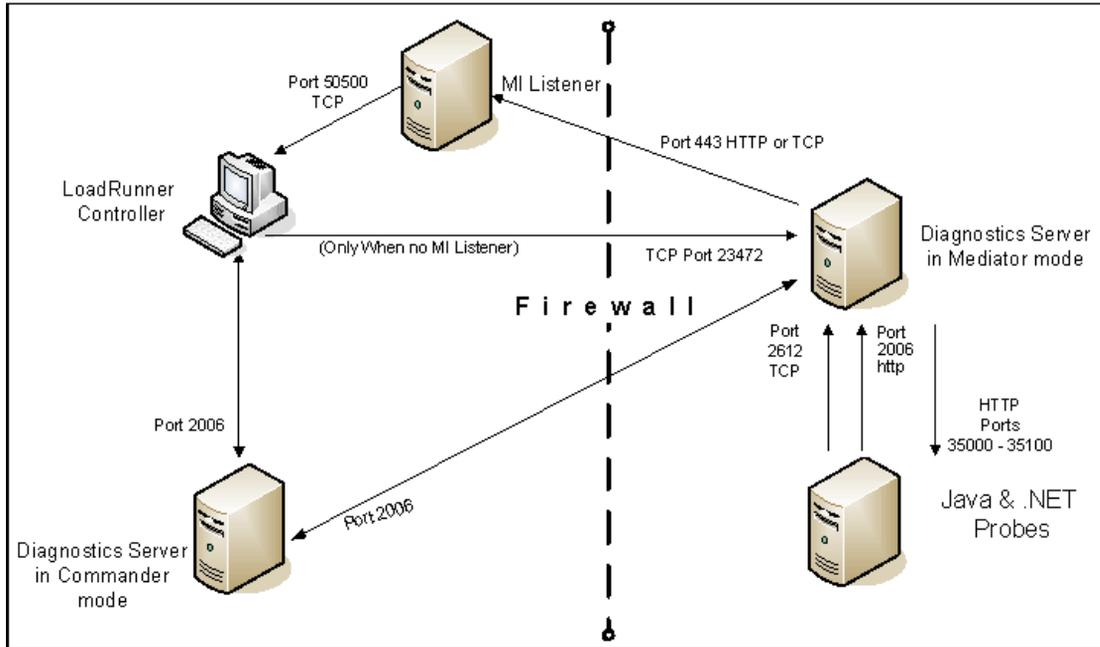 MI Listener
Port 50500
TCP
Port 443 HTTP or TCP
LoadRunner
Controller
(Only When no MI Listener)
TCP Port 23472
Diagnostics Server
in Mediator mode
Firewall
Port
2612
TCP
Port
2006
http
HTTP
Ports
35000 - 35100
Port 2006
Port 2006
Diagnostics Server
in Commander
mode
Java & .NET
Probes